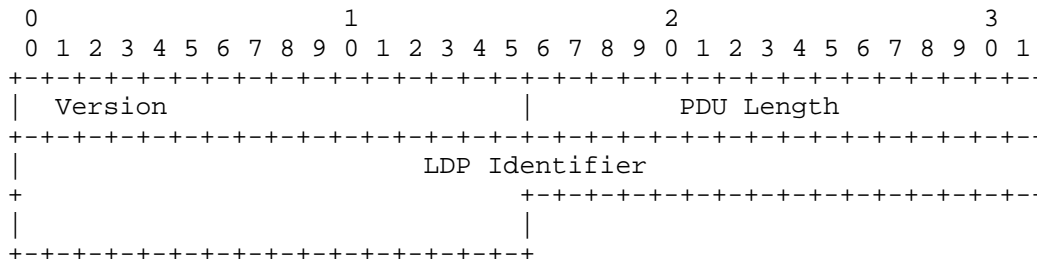 0                   1                   2                   3
 0 1 2 3 4 5 6 7 8 9 0 1 2 3 4 5 6 7 8 9 0 1 2 3 4 5 6 7 8 9 0 1
+-+-+-+-+-+-+-+-+-+-+-+-+-+-+-+-+-+-+-+-+-+-+-+-+-+-+-+-+-+-+-+--
|  Version                      |         PDU Length
+-+-+-+-+-+-+-+-+-+-+-+-+-+-+-+-+-+-+-+-+-+-+-+-+-+-+-+-+-+-+-+--
|                         LDP Identifier
+                               +-+-+-+-+-+-+-+-+-+-+-+-+-+-+-+--
|                               |
+-+-+-+-+-+-+-+-+-+-+-+-+-+-+-+-+